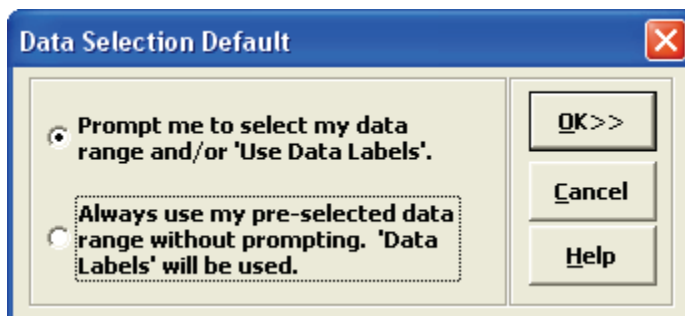 Data Selection Default
Prompt me to select my data
range and/or 'Use Data Labels'.
Always use my pre-selected data
range without prompting.  'Data
Labels' will be used.
OK>>
Cancel
Help